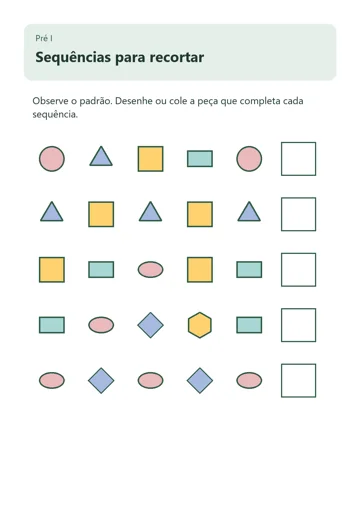 Pré I
Sequências para recortar
Observe o padrão. Desenhe ou cole a peça que completa cada
sequência.